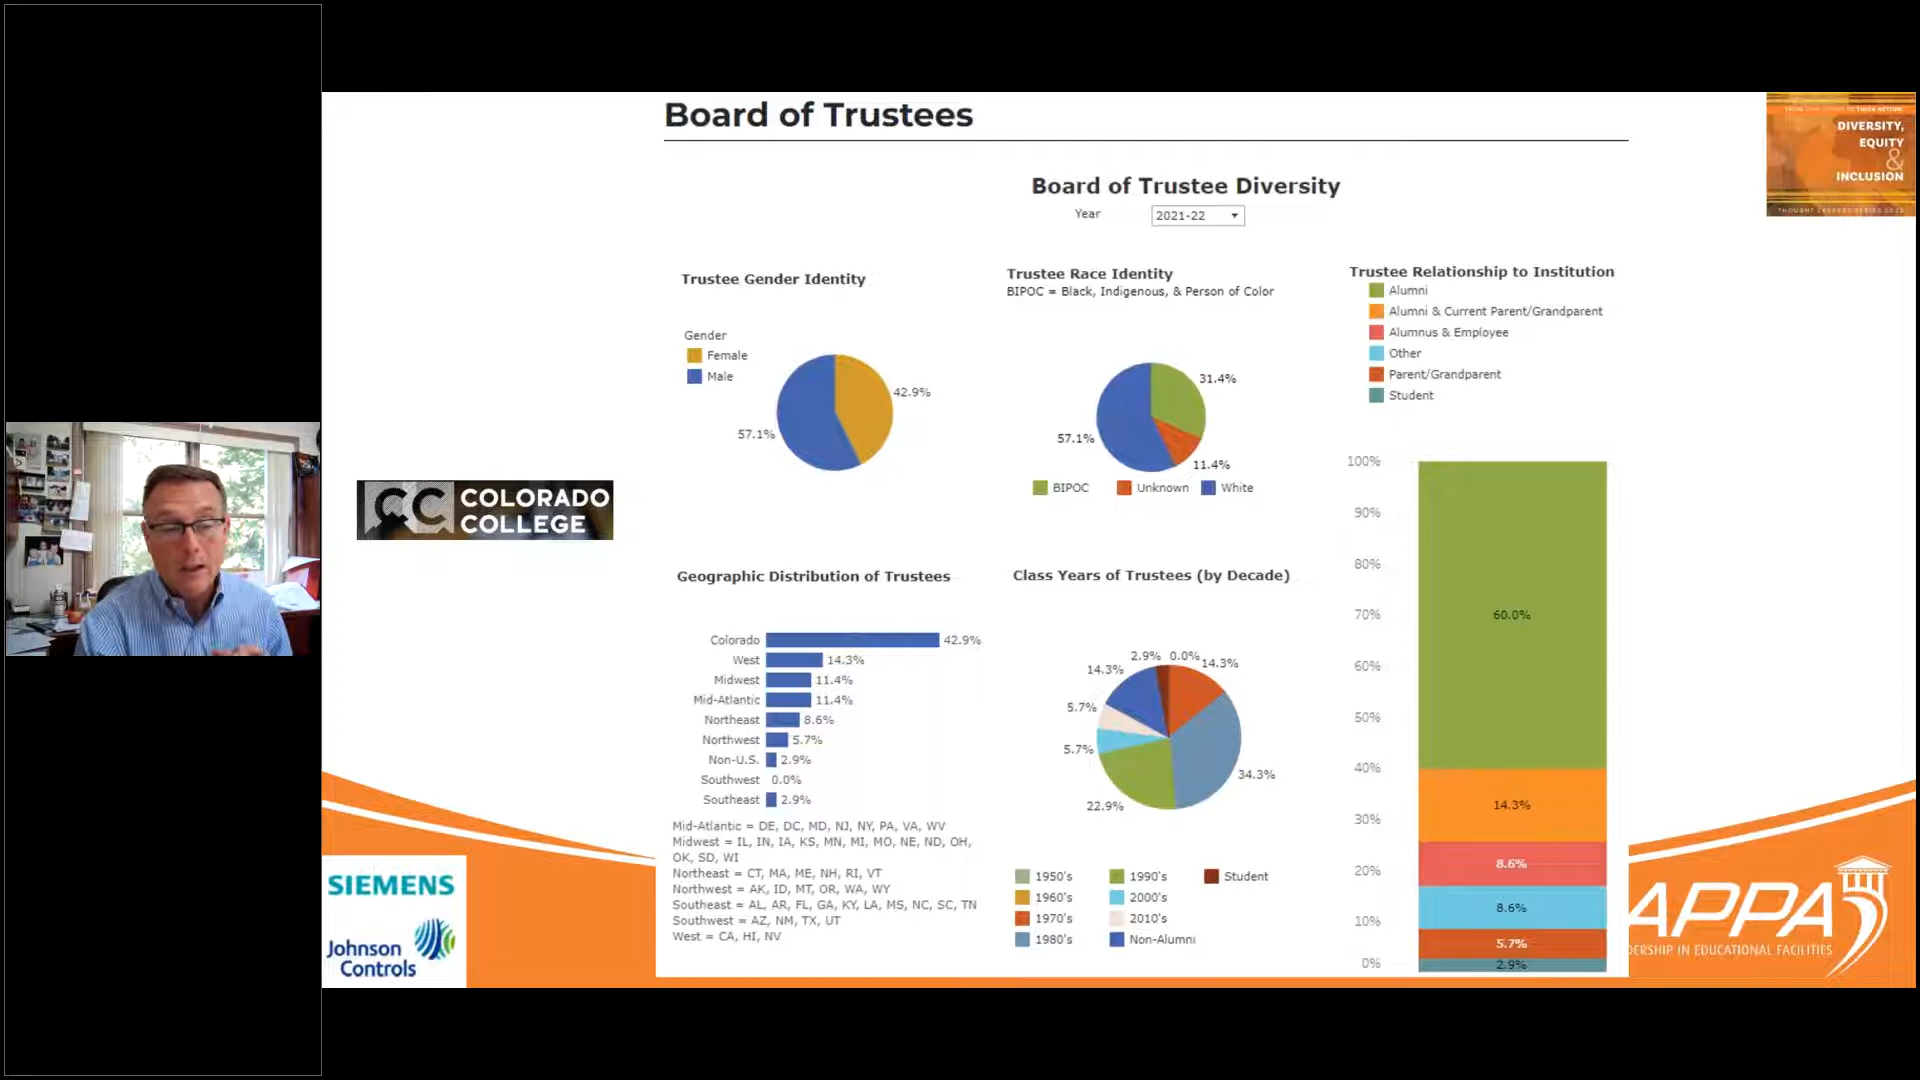 Board of Trustees
DIVERSITY,
EQUITY
&
INCLUSION
Board of Trustee Diversity
Year
2021-22
Trustee Gender Identity
Gender
Female
Male
42.9%
57.1%
Trustee Race Identity
BIPOC = Black, Indigenous, & Person of Color
31.4%
57.1%
11.4%
BIPOC
Unknown
White
Trustee Relationship to Institution
Alumni
Alumni & Current Parent/Grandparent
Alumnus & Employee
Other
Parent/Grandparent
Student
100%
90%
80%
70%
60%
50%
40%
30%
20%
10%
0%
60.0%
14.3%
8.6%
8.6%
5.7%
2.9%
CC COLORADO
COLLEGE
Geographic Distribution of Trustees
Colorado 42.9%
West 14.3%
Midwest 11.4%
Mid-Atlantic 11.4%
Northeast 8.6%
Northwest 5.7%
Non-U.S. 2.9%
Southwest 0.0%
Southeast 2.9%
Mid-Atlantic = DE, DC, MD, NJ, NY, PA, VA, WV
Midwest = IL, IN, IA, KS, MN, MI, MO, NE, ND, OH,
OK, SD, WI
Northeast = CT, MA, ME, NH, RI, VT
Northwest = AK, ID, MT, OR, WA, WY
Southeast = AL, AR, FL, GA, KY, LA, MS, NC, SC, TN
Southwest = AZ, NM, TX, UT
West = CA, HI, NV
Class Years of Trustees (by Decade)
2.9% 0.0%
14.3%
14.3%
5.7%
5.7%
34.3%
22.9%
1950's
1960's
1970's
1980's
1990's
2000's
2010's
Non-Alumni
Student
SIEMENS
Johnson
Controls
APPA
DERSHIP IN EDUCATIONAL FACILITIES